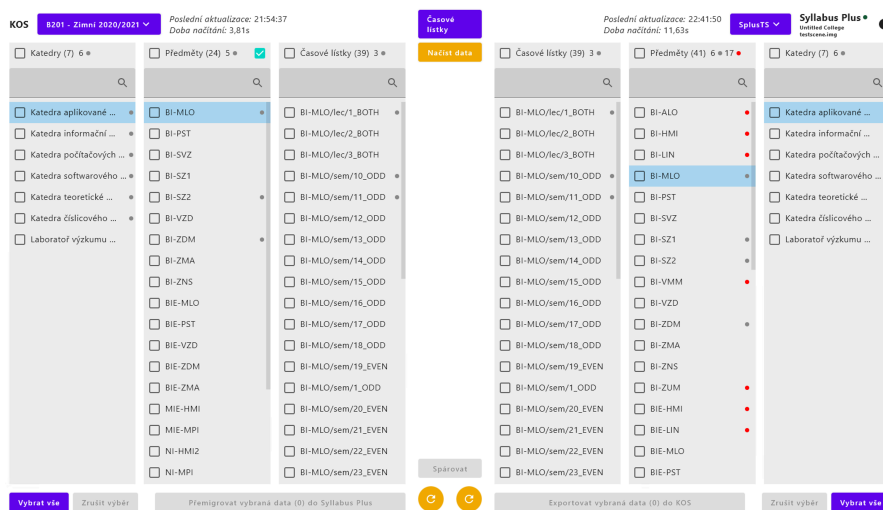 KOS
B201 - Zimní 2020/2021
Poslední aktualizace: 21:54:37
Doba načítání: 3,81s
Časové
lístky
Poslední aktualizace: 22:41:50
Doba načítání: 11,63s
SplusTS
Syllabus Plus
Untitled College
testscene.img
Katedry (7) 6
Předměty (24) 5
Časové lístky (39) 3
Načíst data
Časové lístky (39) 3
Předměty (41) 6 17
Katedry (7) 6
Katedra aplikované ...
Katedra informační ...
Katedra počítačových ...
Katedra softwarového ...
Katedra teoretické ...
Katedra číslicového ...
Laboratoř výzkumu ...
BI-MLO
BI-PST
BI-SVZ
BI-SZ1
BI-SZ2
BI-VZD
BI-ZDM
BI-ZMA
BI-ZNS
BIE-MLO
BIE-PST
BIE-VZD
BIE-ZDM
BIE-ZMA
MIE-HMI
MIE-MPI
NI-HMI2
NI-MPI
BI-MLO/lec/1_BOTH
BI-MLO/lec/2_BOTH
BI-MLO/lec/3_BOTH
BI-MLO/sem/10_ODD
BI-MLO/sem/11_ODD
BI-MLO/sem/12_ODD
BI-MLO/sem/13_ODD
BI-MLO/sem/14_ODD
BI-MLO/sem/15_ODD
BI-MLO/sem/16_ODD
BI-MLO/sem/17_ODD
BI-MLO/sem/18_ODD
BI-MLO/sem/19_EVEN
BI-MLO/sem/1_ODD
BI-MLO/sem/20_EVEN
BI-MLO/sem/21_EVEN
BI-MLO/sem/22_EVEN
BI-MLO/sem/23_EVEN
BI-MLO/lec/1_BOTH
BI-MLO/lec/2_BOTH
BI-MLO/lec/3_BOTH
BI-MLO/sem/10_ODD
BI-MLO/sem/11_ODD
BI-MLO/sem/12_ODD
BI-MLO/sem/13_ODD
BI-MLO/sem/14_ODD
BI-MLO/sem/15_ODD
BI-MLO/sem/16_ODD
BI-MLO/sem/17_ODD
BI-MLO/sem/18_ODD
BI-MLO/sem/19_EVEN
BI-MLO/sem/1_ODD
BI-MLO/sem/20_EVEN
BI-MLO/sem/21_EVEN
BI-MLO/sem/22_EVEN
BI-MLO/sem/23_EVEN
BI-ALO
BI-HMI
BI-LIN
BI-MLO
BI-PST
BI-SVZ
BI-SZ1
BI-SZ2
BI-VMM
BI-VZD
BI-ZDM
BI-ZMA
BI-ZNS
BI-ZUM
BIE-HMI
BIE-LIN
BIE-MLO
BIE-PST
Katedra aplikované ...
Katedra informační ...
Katedra počítačových ...
Katedra softwarového ...
Katedra teoretické ...
Katedra číslicového ...
Laboratoř výzkumu ...
Spárovat
Vybrat vše
Zrušit výběr
Přemigrovat vybraná data (0) do Syllabus Plus
Exportovat vybraná data (0) do KOS
Zrušit výběr
Vybrat vše